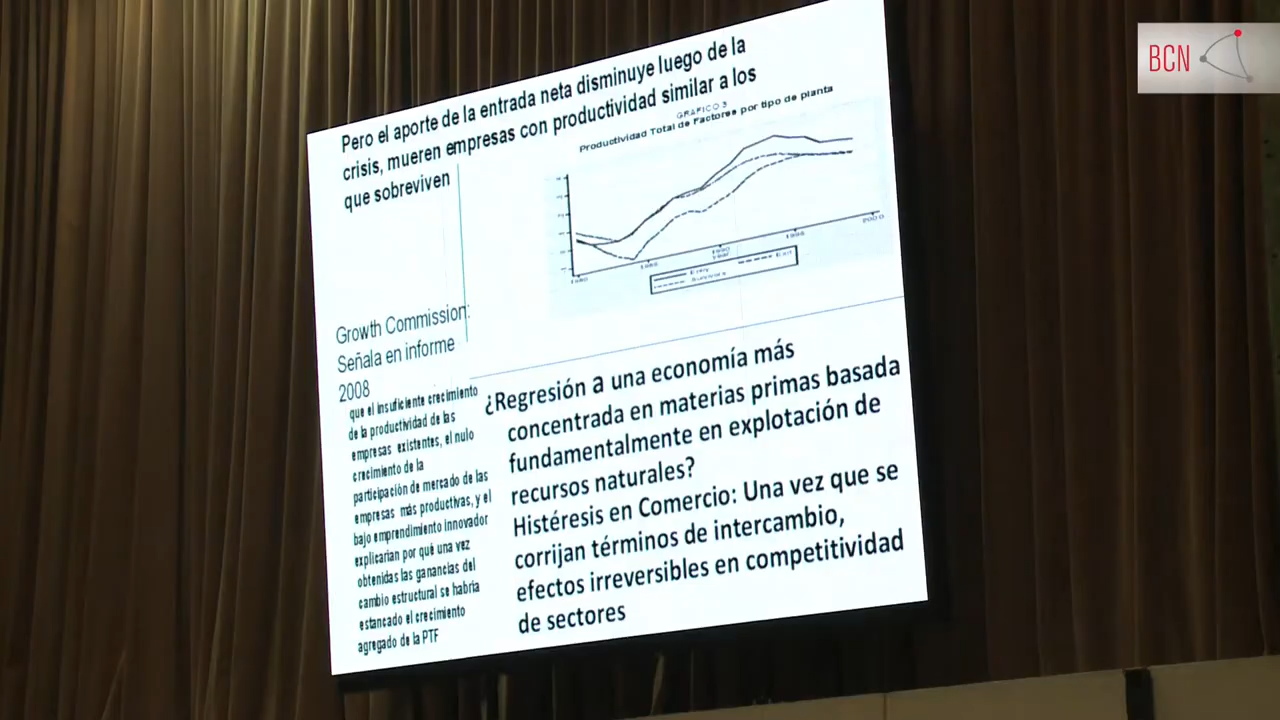 BCN
Pero el aporte de la entrada neta disminuye luego de la
crisis, mueren empresas con productividad similar a los
que sobreviven
GRAFICO 3
Productividad Total de Factores por tipo de planta
1980
1995
2000
Exit
Growth Commission:
Señala en informe
2008
que el insuficiente crecimiento
de la productividad de las
empresas existentes, el nulo
crecimiento de la
participación de mercado de las
empresas más productivas, y el
bajo emprendimiento innovador
explicarían por qué una vez
obtenidas las ganancias del
cambio estructural se habría
estancado el crecimiento
agregado de la PTF
¿Regresión a una economía más
concentrada en materias primas basada
fundamentalmente en explotación de
recursos naturales?
Histéresis en Comercio: Una vez que se
corrijan términos de intercambio,
efectos irreversibles en competitividad
de sectores